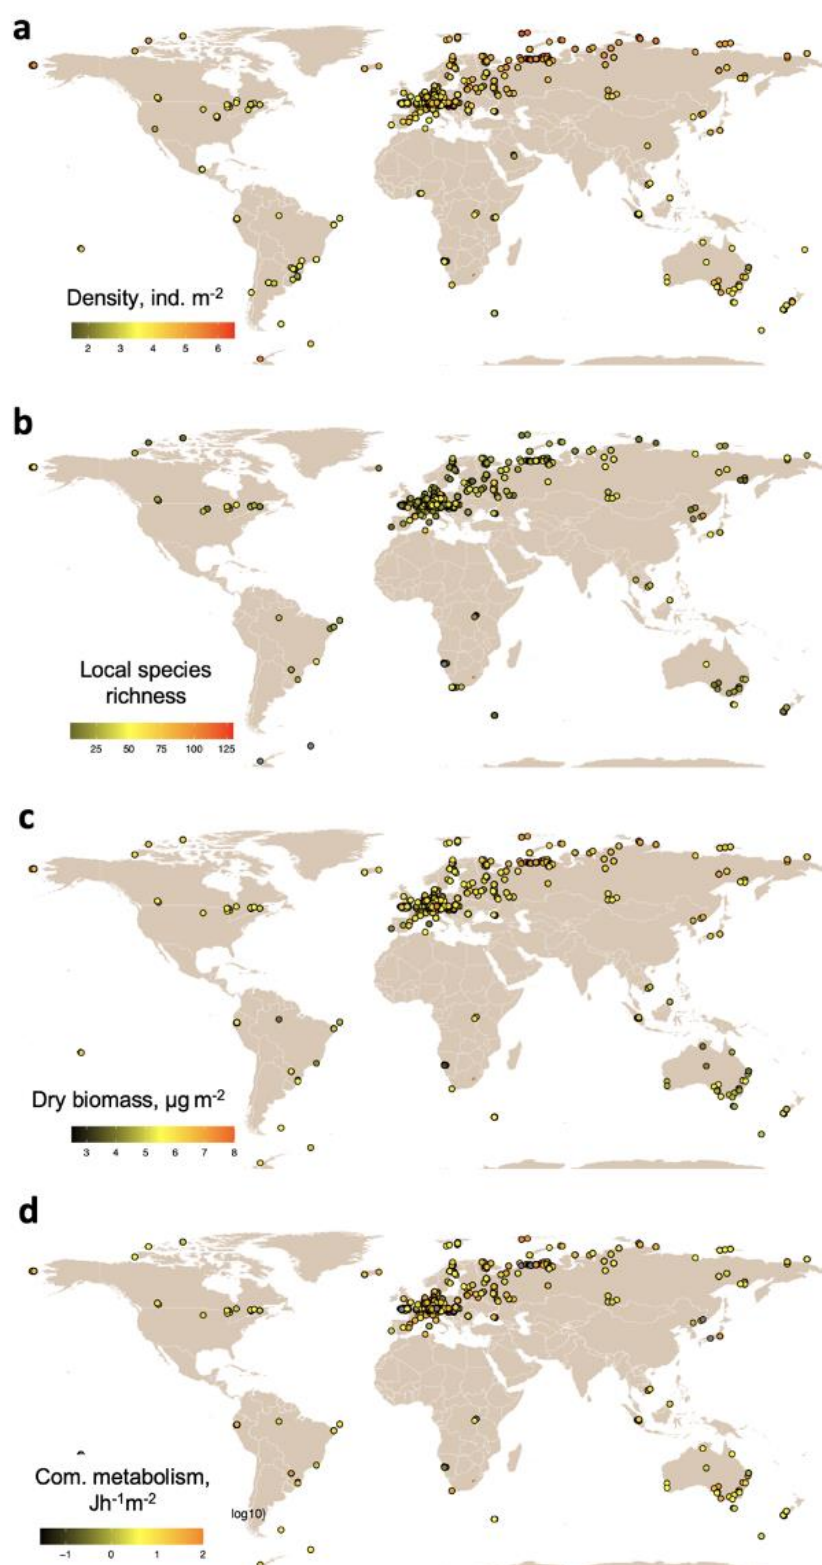 a
Density, ind. m⁻²
2 3 4 5 6
b
Local species
richness
25 50 75 100 125
c
Dry biomass, µg m⁻²
3 4 5 6 7 8
d
Com. metabolism,
Jh⁻¹m⁻²
log10)
−1 0 1 2